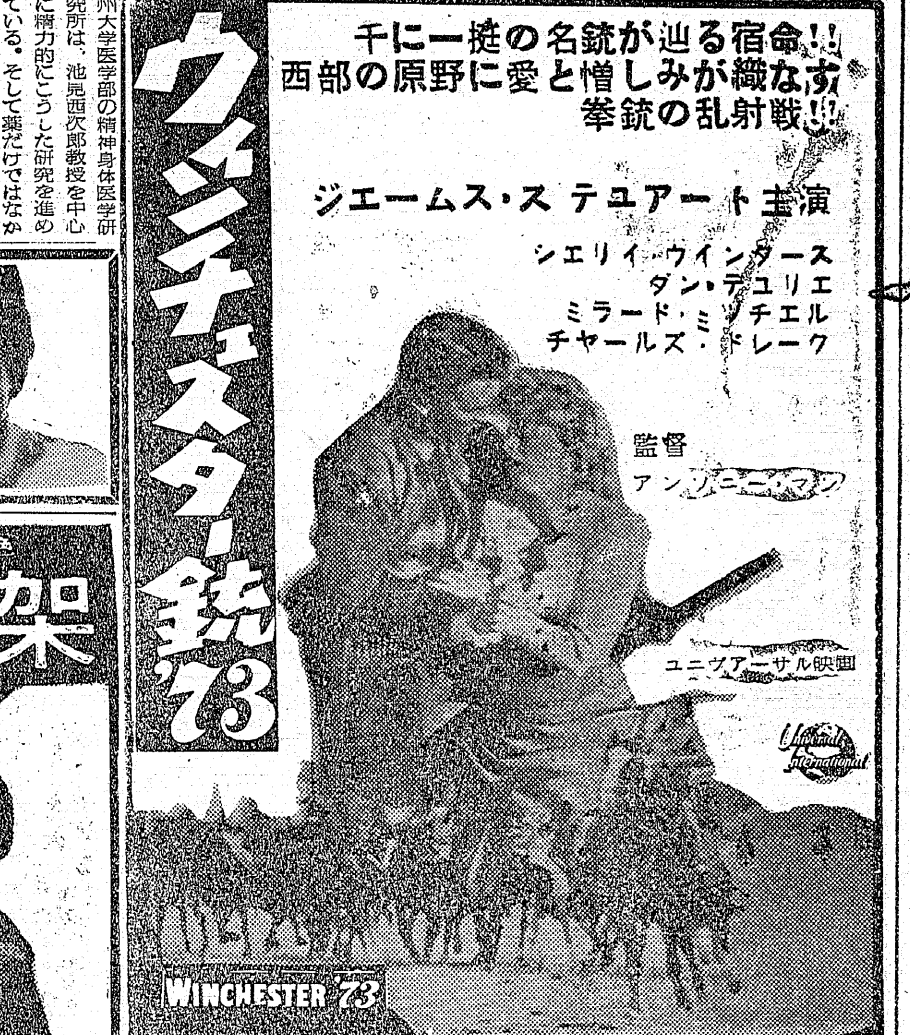 州大学医学部の精神身体医学研
究所は、池見酉次郎教授を中心
に精力的にこうした研究を進め
ている。そして薬だけではなか
架
ウィンチェスター銃'73
千に一挺の名銃が辿る宿命!!
西部の原野に愛と憎しみが織なす
拳銃の乱射戦!!
ジエームス・ステユアート主演
シエリイ・ウインタース
ダン・デユリエ
ミラード・ミッチエル
チヤールズ・ドレーク
監督
アンソニー・マン
ユニヴアーサル映画
Universal International
WINCHESTER '73